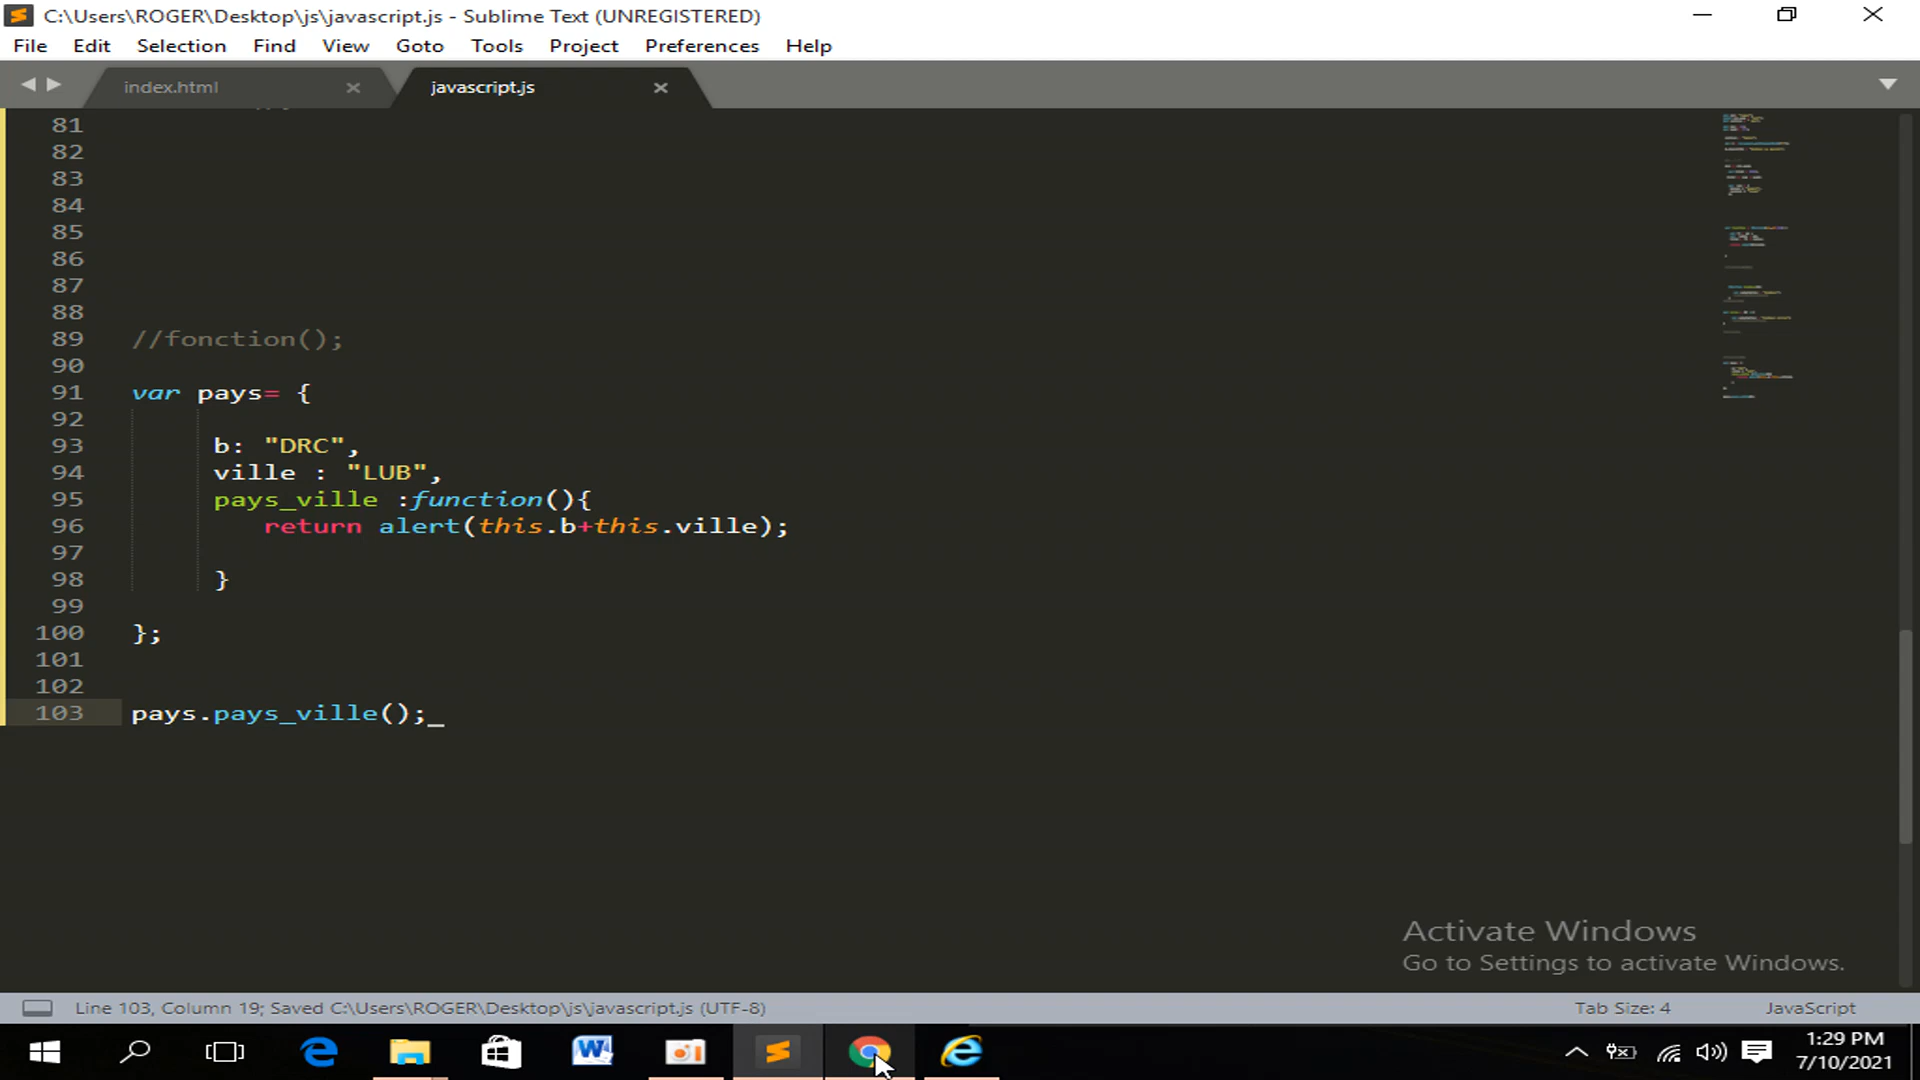 C:\Users\ROGER\Desktop\js\javascript.js - Sublime Text (UNREGISTERED)
File Edit Selection Find View Goto Tools Project Preferences Help
index.html javascript.js
81
82
83
84
85
86
87
88
89 //fonction();
90
91 var pays= {
92
93 b: "DRC",
94 ville : "LUB",
95 pays_ville :function(){
96 return alert(this.b+this.ville);
97
98 }
99
100 };
101
102
103 pays.pays_ville();
Activate Windows
Go to Settings to activate Windows.
Line 103, Column 19; Saved C:\Users\ROGER\Desktop\js\javascript.js (UTF-8) Tab Size: 4 JavaScript
1:29 PM
7/10/2021